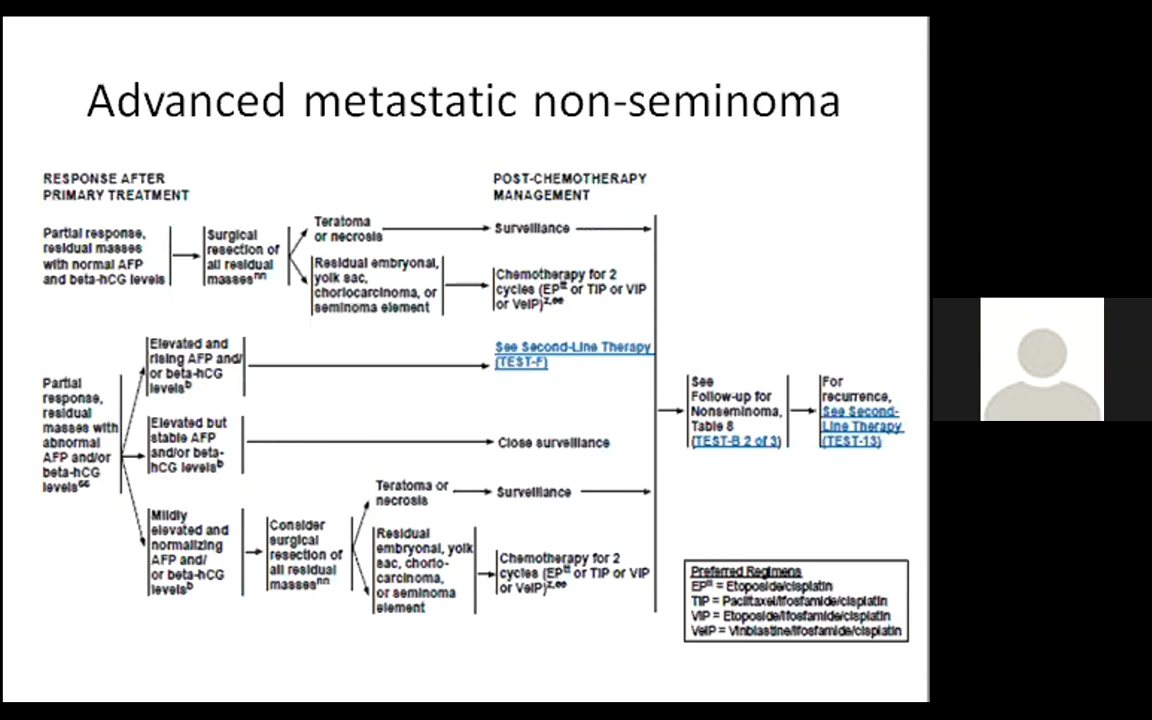 Advanced metastatic non-seminoma
RESPONSE AFTER
PRIMARY TREATMENT
POST-CHEMOTHERAPY
MANAGEMENT
Partial response,
residual masses
with normal AFP
and beta-hCG levels
Surgical
resection of
all residual
masses
Teratoma
or necrosis
Surveillance
Residual embryonal,
yolk sac,
choriocarcinoma, or
seminoma element
Chemotherapy for 2
cycles (EP or TIP or VIP
or VeIP)
Partial
response,
residual
masses with
abnormal
AFP and/or
beta-hCG
levels
Elevated and
rising AFP and/
or beta-hCG
levelsᵇ
See Second-Line Therapy
(TEST-F)
Elevated but
stable AFP
and/or beta-
hCG levelsᵇ
Close surveillance
Mildly
elevated and
normalizing
AFP and/
or beta-hCG
levelsᵇ
Consider
surgical
resection of
all residual
masses
Teratoma or
necrosis
Surveillance
Residual
embryonal, yolk
sac, chorio-
carcinoma,
or seminoma
element
Chemotherapy for 2
cycles (EP or TIP or VIP
or VeIP)
See
Follow-up for
Nonseminoma,
Table 8
(TEST-B 2 of 3)
For
recurrence,
See Second-
Line Therapy
(TEST-13)
Preferred Regimens
EP = Etoposide/cisplatin
TIP = Paclitaxel/ifosfamide/cisplatin
VIP = Etoposide/ifosfamide/cisplatin
VeIP = Vinblastine/ifosfamide/cisplatin